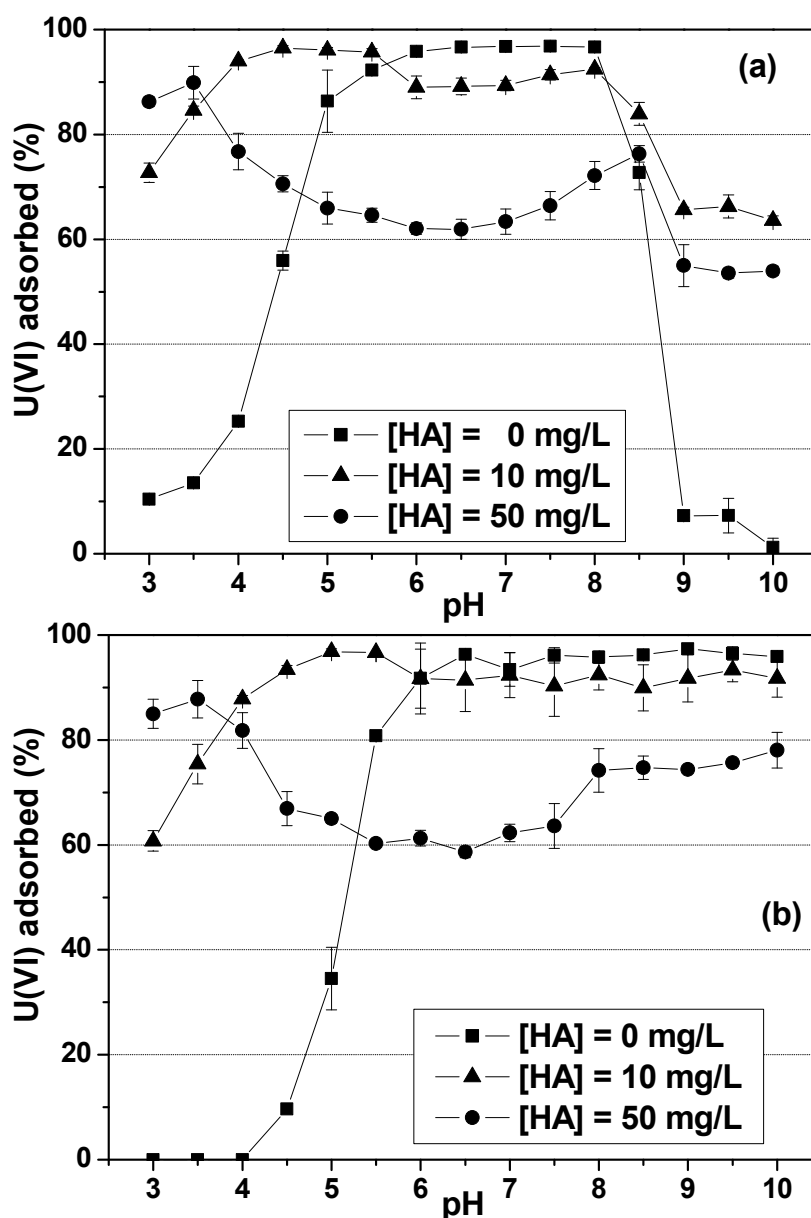 100
(a)
80
U(VI) adsorbed (%)
60
40
20
0
[HA] = 0 mg/L
[HA] = 10 mg/L
[HA] = 50 mg/L
3 4 5 6 7 8 9 10
pH
100
80
U(VI) adsorbed (%)
60
(b)
40
20
0
[HA] = 0 mg/L
[HA] = 10 mg/L
[HA] = 50 mg/L
3 4 5 6 7 8 9 10
pH